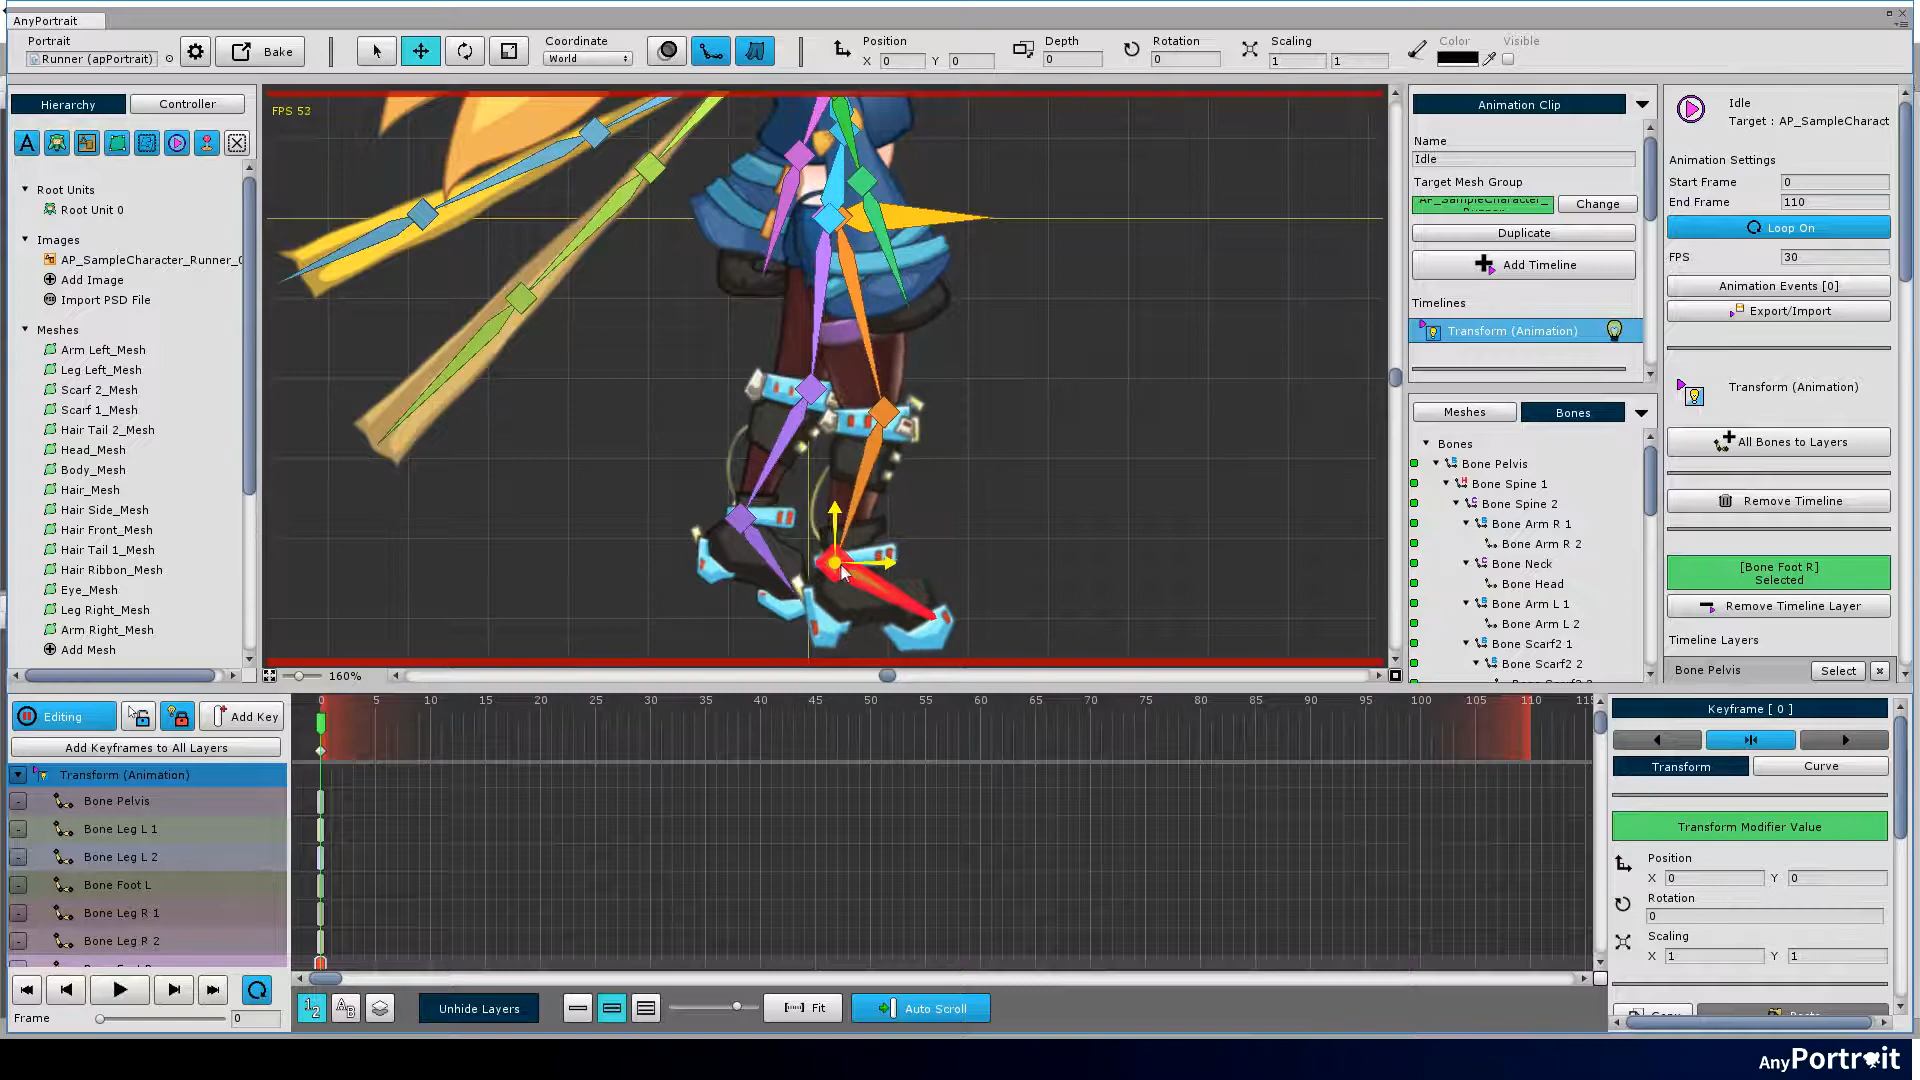 AnyPortrait
Portrait
Runner (apPortrait)
Bake
Coordinate
World
Position
X 0 Y 0
Depth
0
Rotation
0
Scaling
1 1
Color
Visible
Hierarchy
Controller
Root Units
Root Unit 0
Images
AP_SampleCharacter_Runner_0
Add Image
Import PSD File
Meshes
Arm Left_Mesh
Leg Left_Mesh
Scarf 2_Mesh
Scarf 1_Mesh
Hair Tail 2_Mesh
Head_Mesh
Body_Mesh
Hair_Mesh
Hair Side_Mesh
Hair Front_Mesh
Hair Tail 1_Mesh
Hair Ribbon_Mesh
Eye_Mesh
Leg Right_Mesh
Arm Right_Mesh
Add Mesh
FPS 53
160%
Animation Clip
Name
Idle
Target Mesh Group
AP_SampleCharacter_
Change
Duplicate
Add Timeline
Timelines
Transform (Animation)
Meshes
Bones
Bones
Bone Pelvis
Bone Spine 1
Bone Spine 2
Bone Arm R 1
Bone Arm R 2
Bone Neck
Bone Head
Bone Arm L 1
Bone Arm L 2
Bone Scarf2 1
Bone Scarf2 2
Idle
Target : AP_SampleCharact
Animation Settings
Start Frame 0
End Frame 110
Loop On
FPS 30
Animation Events [0]
Export/Import
Transform (Animation)
All Bones to Layers
Remove Timeline
[Bone Foot R]
Selected
Remove Timeline Layer
Timeline Layers
Bone Pelvis
Select
Editing
Add Key
Add Keyframes to All Layers
Transform (Animation)
Bone Pelvis
Bone Leg L 1
Bone Leg L 2
Bone Foot L
Bone Leg R 1
Bone Leg R 2
Frame
0
0 5 10 15 20 25 30 35 40 45 50 55 60 65 70 75 80 85 90 95 100 105 110 115
Unhide Layers
Fit
Auto Scroll
Keyframe [ 0 ]
Transform
Curve
Transform Modifier Value
Position
X 0 Y 0
Rotation
0
Scaling
X 1 Y 1
AnyPortrait